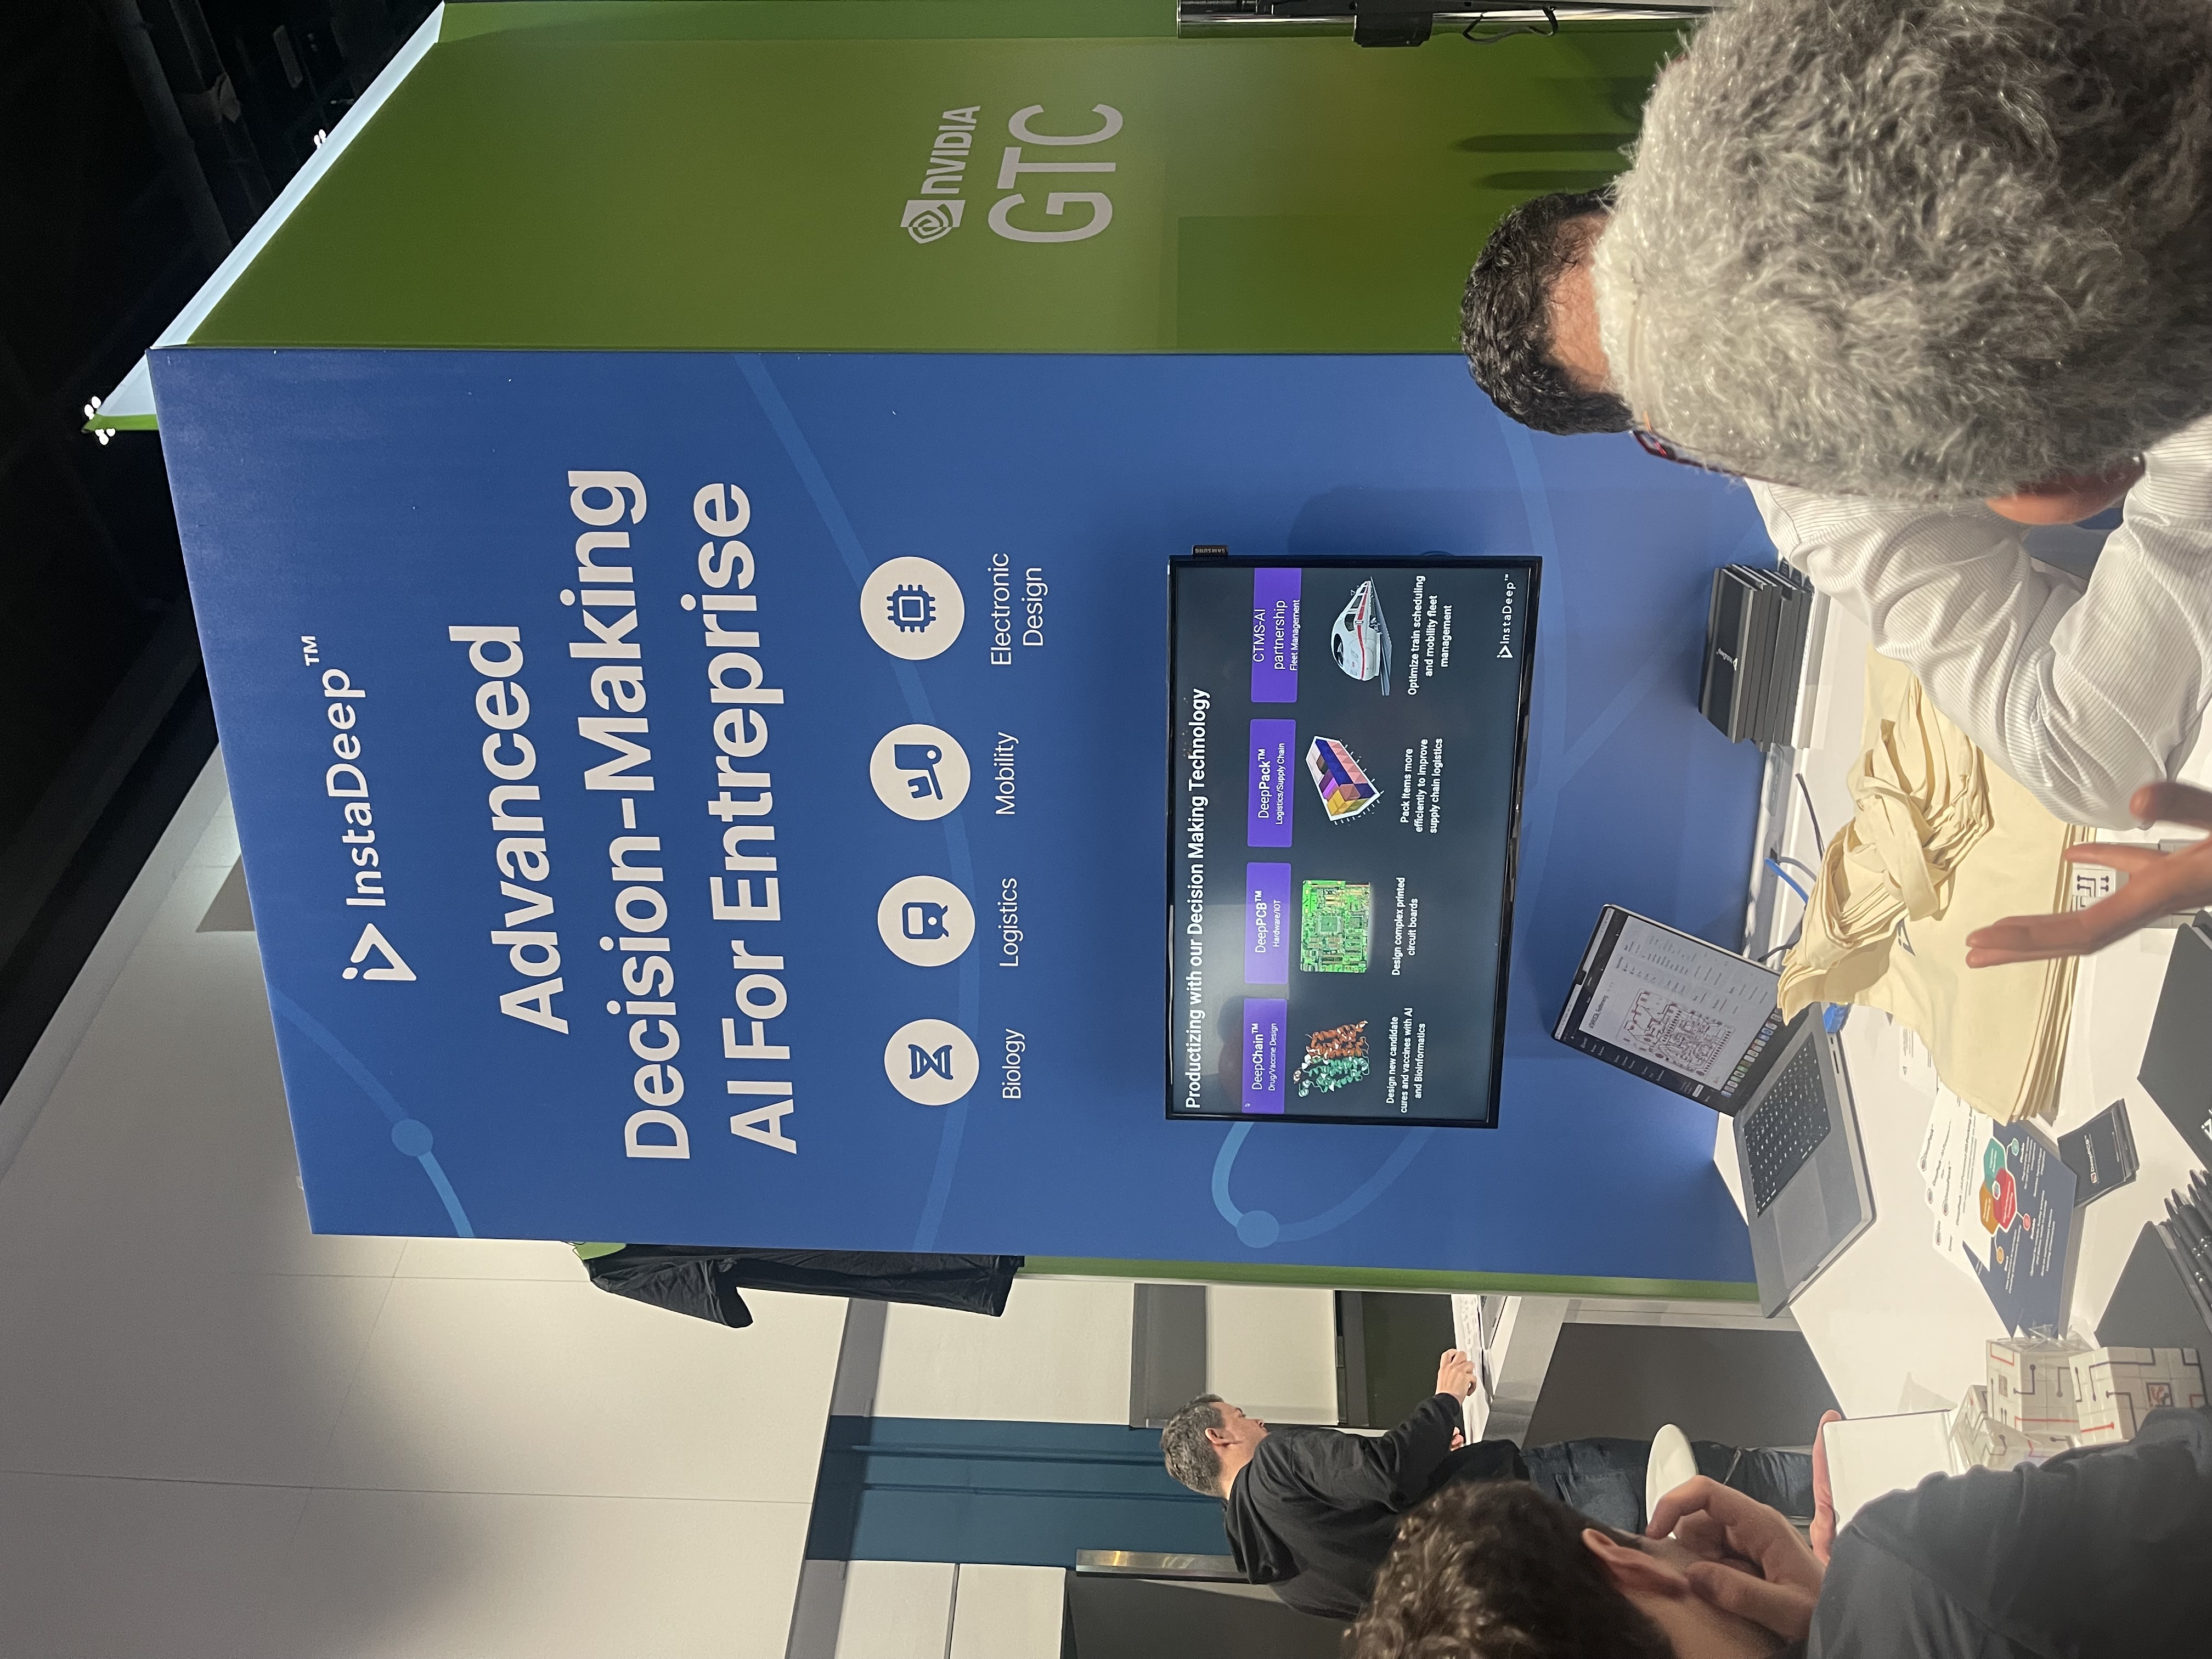 InstaDeep™
Advanced
Decision-Making
AI For Entreprise
Biology
Logistics
Mobility
Electronic
Design
nVIDIA
GTC
SAMSUNG
Productizing with our Decision Making Technology
DeepChain™
Drug/Vaccine Design
DeepPCB™
Hardware/IOT
DeepPack™
Logistics/Supply Chain
CTMS-AI
partnership
Fleet Management
Design new candidate
cures and vaccines with AI
and Bioinformatics
Design complex printed
circuit boards
Pack items more
efficiently to improve
supply chain logistics
Optimize train scheduling
and mobility fleet
management
InstaDeep™
InstaDeep
DeepPCB™